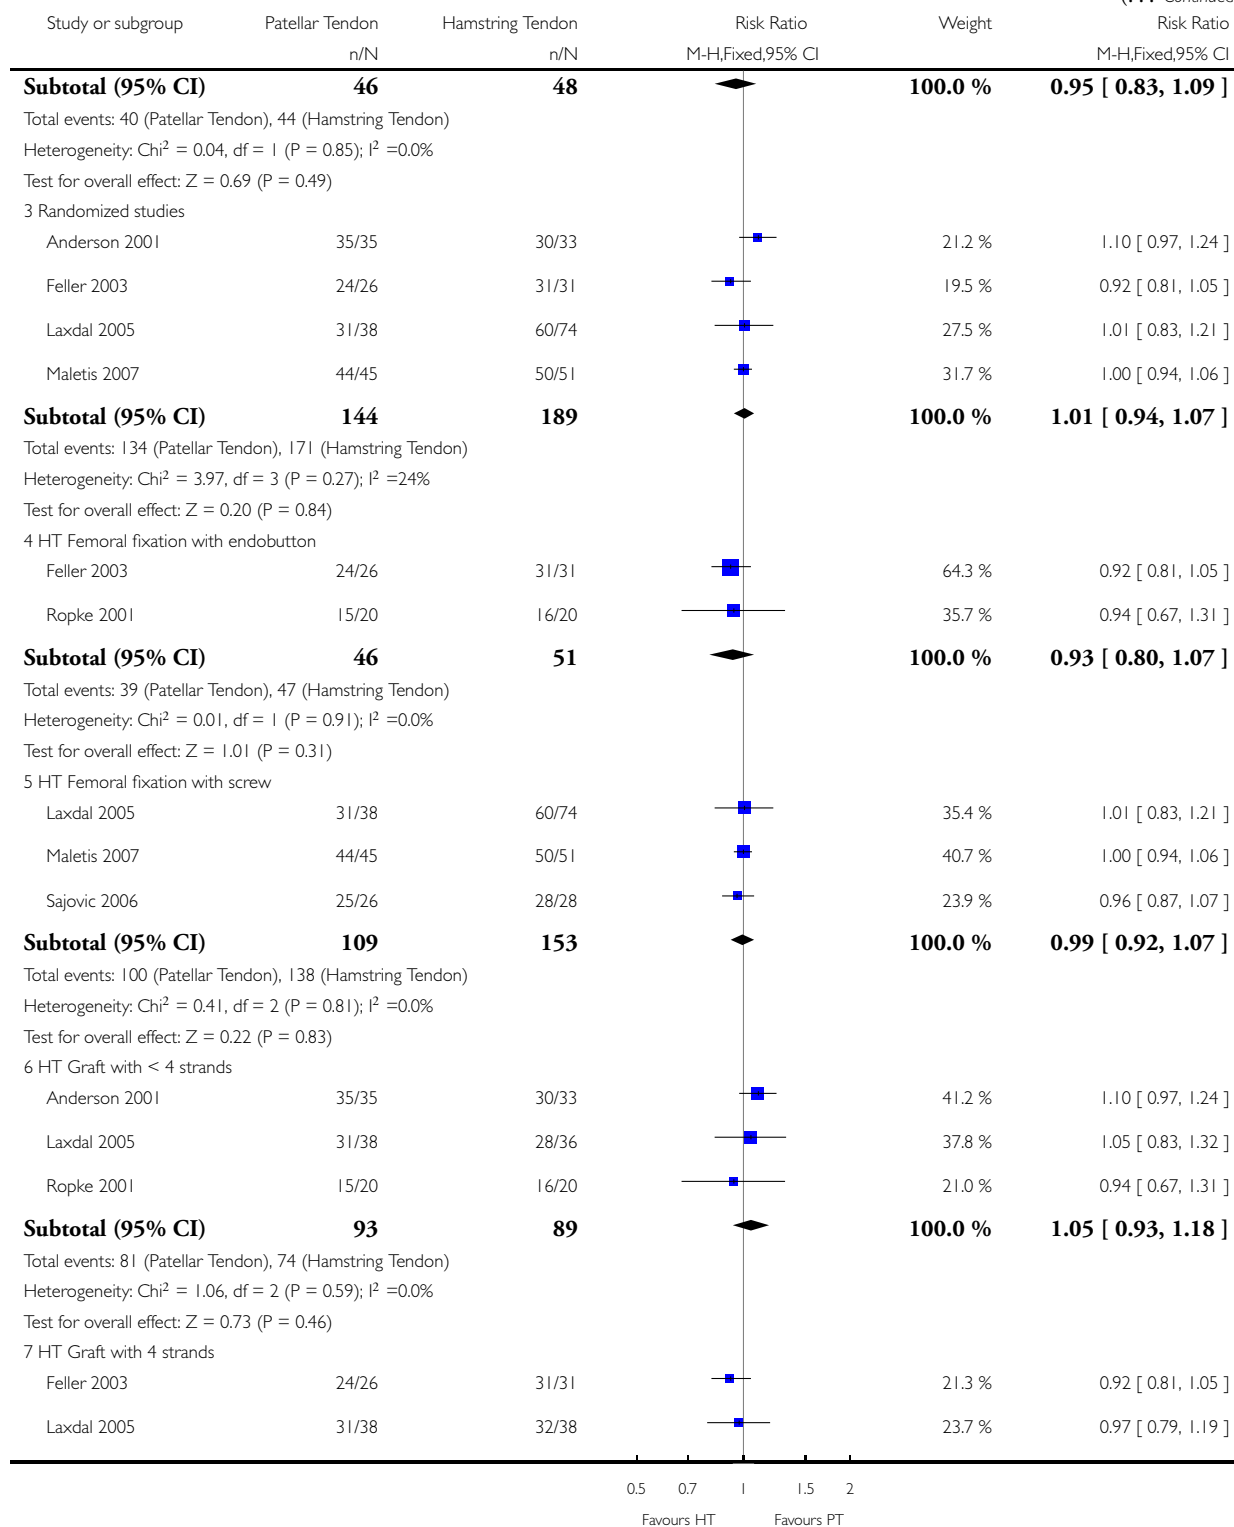 (... Continued
Study or subgroup Patellar Tendon Hamstring Tendon Risk Ratio Weight Risk Ratio
n/N n/N M-H,Fixed,95% CI M-H,Fixed,95% CI
Subtotal (95% CI) 46 48 100.0 % 0.95 [ 0.83, 1.09 ]
Total events: 40 (Patellar Tendon), 44 (Hamstring Tendon)
Heterogeneity: Chi² = 0.04, df = 1 (P = 0.85); I² =0.0%
Test for overall effect: Z = 0.69 (P = 0.49)
3 Randomized studies
Anderson 2001 35/35 30/33 21.2 % 1.10 [ 0.97, 1.24 ]
Feller 2003 24/26 31/31 19.5 % 0.92 [ 0.81, 1.05 ]
Laxdal 2005 31/38 60/74 27.5 % 1.01 [ 0.83, 1.21 ]
Maletis 2007 44/45 50/51 31.7 % 1.00 [ 0.94, 1.06 ]
Subtotal (95% CI) 144 189 100.0 % 1.01 [ 0.94, 1.07 ]
Total events: 134 (Patellar Tendon), 171 (Hamstring Tendon)
Heterogeneity: Chi² = 3.97, df = 3 (P = 0.27); I² =24%
Test for overall effect: Z = 0.20 (P = 0.84)
4 HT Femoral fixation with endobutton
Feller 2003 24/26 31/31 64.3 % 0.92 [ 0.81, 1.05 ]
Ropke 2001 15/20 16/20 35.7 % 0.94 [ 0.67, 1.31 ]
Subtotal (95% CI) 46 51 100.0 % 0.93 [ 0.80, 1.07 ]
Total events: 39 (Patellar Tendon), 47 (Hamstring Tendon)
Heterogeneity: Chi² = 0.01, df = 1 (P = 0.91); I² =0.0%
Test for overall effect: Z = 1.01 (P = 0.31)
5 HT Femoral fixation with screw
Laxdal 2005 31/38 60/74 35.4 % 1.01 [ 0.83, 1.21 ]
Maletis 2007 44/45 50/51 40.7 % 1.00 [ 0.94, 1.06 ]
Sajovic 2006 25/26 28/28 23.9 % 0.96 [ 0.87, 1.07 ]
Subtotal (95% CI) 109 153 100.0 % 0.99 [ 0.92, 1.07 ]
Total events: 100 (Patellar Tendon), 138 (Hamstring Tendon)
Heterogeneity: Chi² = 0.41, df = 2 (P = 0.81); I² =0.0%
Test for overall effect: Z = 0.22 (P = 0.83)
6 HT Graft with < 4 strands
Anderson 2001 35/35 30/33 41.2 % 1.10 [ 0.97, 1.24 ]
Laxdal 2005 31/38 28/36 37.8 % 1.05 [ 0.83, 1.32 ]
Ropke 2001 15/20 16/20 21.0 % 0.94 [ 0.67, 1.31 ]
Subtotal (95% CI) 93 89 100.0 % 1.05 [ 0.93, 1.18 ]
Total events: 81 (Patellar Tendon), 74 (Hamstring Tendon)
Heterogeneity: Chi² = 1.06, df = 2 (P = 0.59); I² =0.0%
Test for overall effect: Z = 0.73 (P = 0.46)
7 HT Graft with 4 strands
Feller 2003 24/26 31/31 21.3 % 0.92 [ 0.81, 1.05 ]
Laxdal 2005 31/38 32/38 23.7 % 0.97 [ 0.79, 1.19 ]
0.5 0.7 1 1.5 2
Favours HT Favours PT